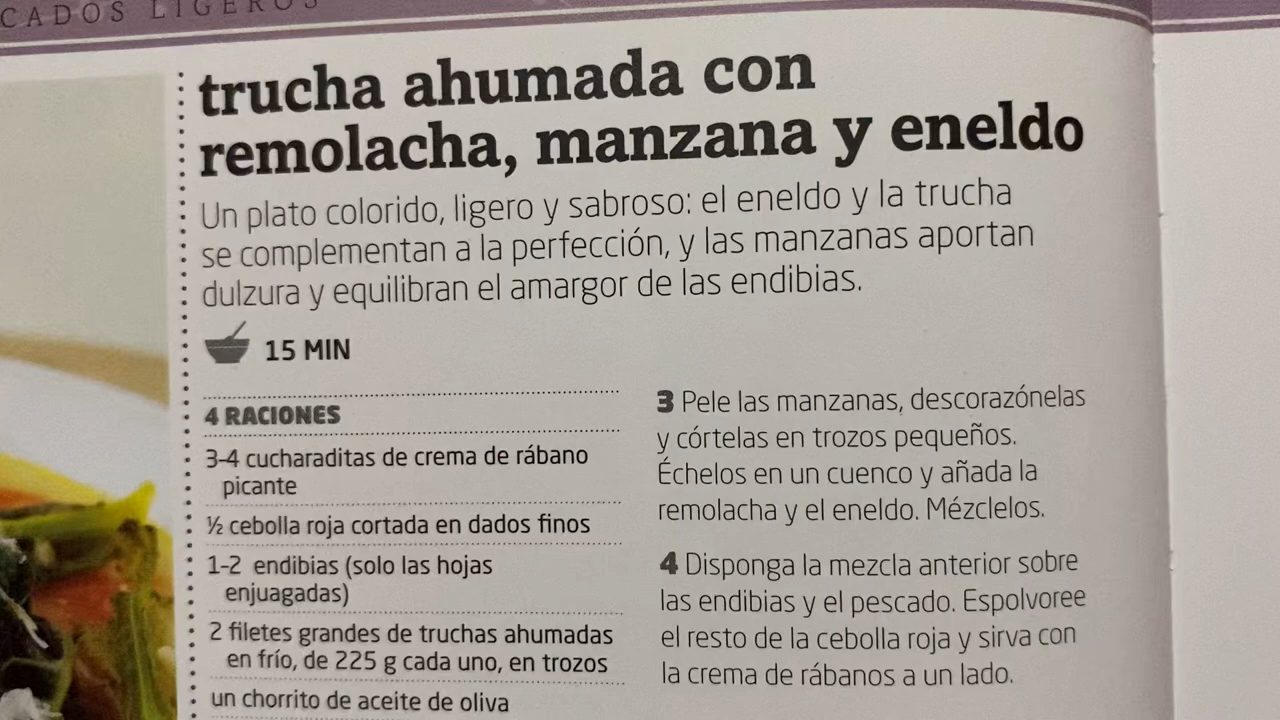 CADOS LIGEROS
trucha ahumada con
remolacha, manzana y eneldo
Un plato colorido, ligero y sabroso: el eneldo y la trucha
se complementan a la perfección, y las manzanas aportan
dulzura y equilibran el amargor de las endibias.
15 MIN
4 RACIONES
3-4 cucharaditas de crema de rábano
picante
½ cebolla roja cortada en dados finos
1-2 endibias (solo las hojas
enjuagadas)
2 filetes grandes de truchas ahumadas
en frío, de 225 g cada uno, en trozos
un chorrito de aceite de oliva
3 Pele las manzanas, descorazónelas
y córtelas en trozos pequeños.
Échelos en un cuenco y añada la
remolacha y el eneldo. Mézclelos.
4 Disponga la mezcla anterior sobre
las endibias y el pescado. Espolvoree
el resto de la cebolla roja y sirva con
la crema de rábanos a un lado.